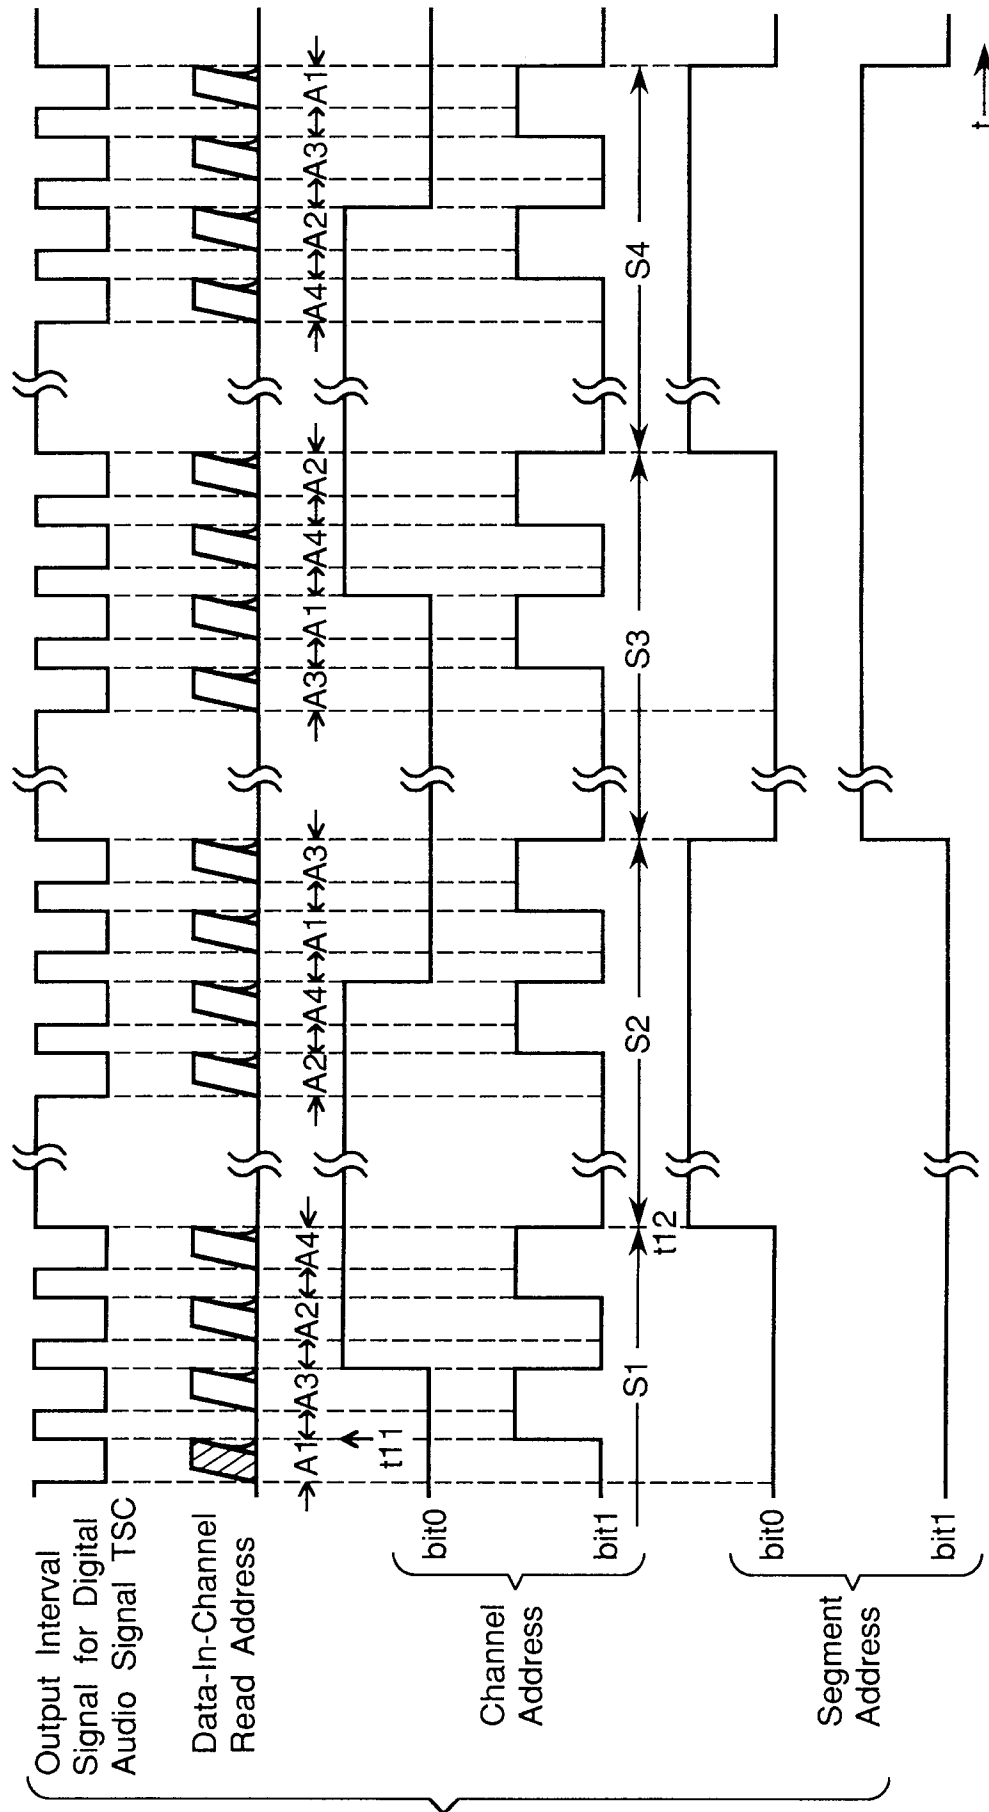 Output Interval
Signal for Digital
Audio Signal TSC
Data-In-Channel
Read Address
A1 A3 A2 A4
A2 A4 A1 A3
A3 A1 A4 A2
A4 A2 A3 A1
t11
Channel
Address
bit0
bit1
S1 S2 S3 S4
t12
Segment
Address
bit0
bit1
t